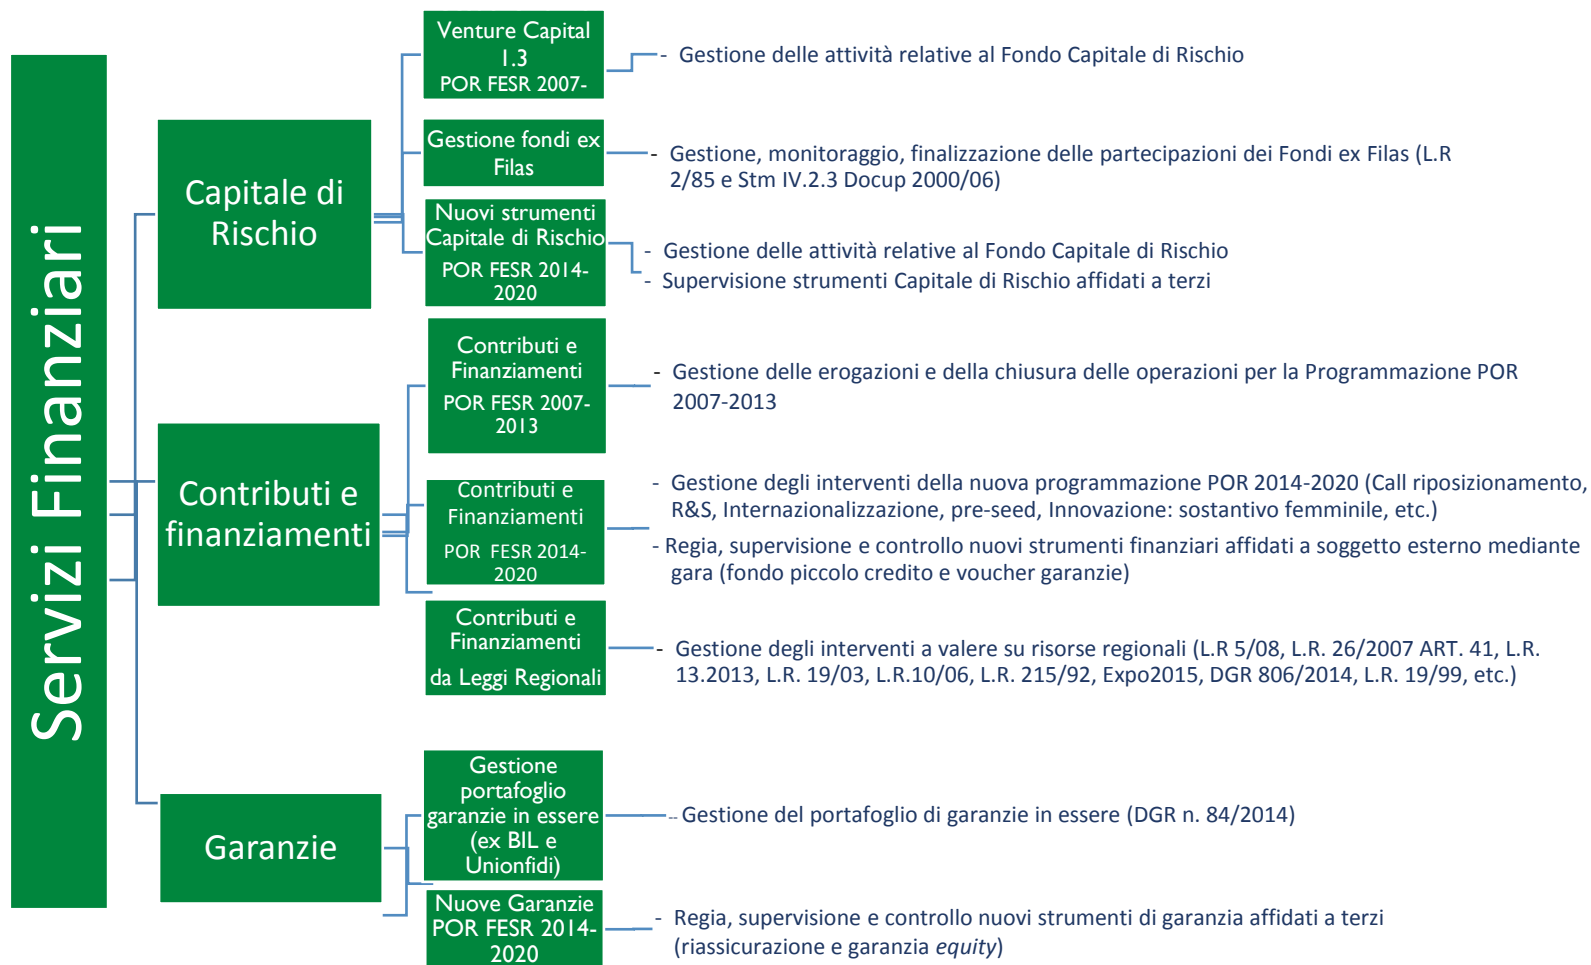 Servizi Finanziari
Capitale di
Rischio
Venture Capital
1.3
POR FESR 2007-
- Gestione delle attività relative al Fondo Capitale di Rischio
Gestione fondi ex
Filas
- Gestione, monitoraggio, finalizzazione delle partecipazioni dei Fondi ex Filas (L.R
2/85 e Stm IV.2.3 Docup 2000/06)
Nuovi strumenti
Capitale di Rischio
POR FESR 2014-
2020
- Gestione delle attività relative al Fondo Capitale di Rischio
- Supervisione strumenti Capitale di Rischio affidati a terzi
Contributi e
finanziamenti
Contributi e
Finanziamenti
POR FESR 2007-
2013
- Gestione delle erogazioni e della chiusura delle operazioni per la Programmazione POR
2007-2013
Contributi e
Finanziamenti
POR FESR 2014-
2020
- Gestione degli interventi della nuova programmazione POR 2014-2020 (Call riposizionamento,
R&S, Internazionalizzazione, pre-seed, Innovazione: sostantivo femminile, etc.)
- Regia, supervisione e controllo nuovi strumenti finanziari affidati a soggetto esterno mediante
gara (fondo piccolo credito e voucher garanzie)
Contributi e
Finanziamenti
da Leggi Regionali
- Gestione degli interventi a valere su risorse regionali (L.R 5/08, L.R. 26/2007 ART. 41, L.R.
13.2013, L.R. 19/03, L.R.10/06, L.R. 215/92, Expo2015, DGR 806/2014, L.R. 19/99, etc.)
Garanzie
Gestione
portafoglio
garanzie in essere
(ex BIL e
Unionfidi)
-- Gestione del portafoglio di garanzie in essere (DGR n. 84/2014)
Nuove Garanzie
POR FESR 2014-
2020
- Regia, supervisione e controllo nuovi strumenti di garanzia affidati a terzi
(riassicurazione e garanzia equity)